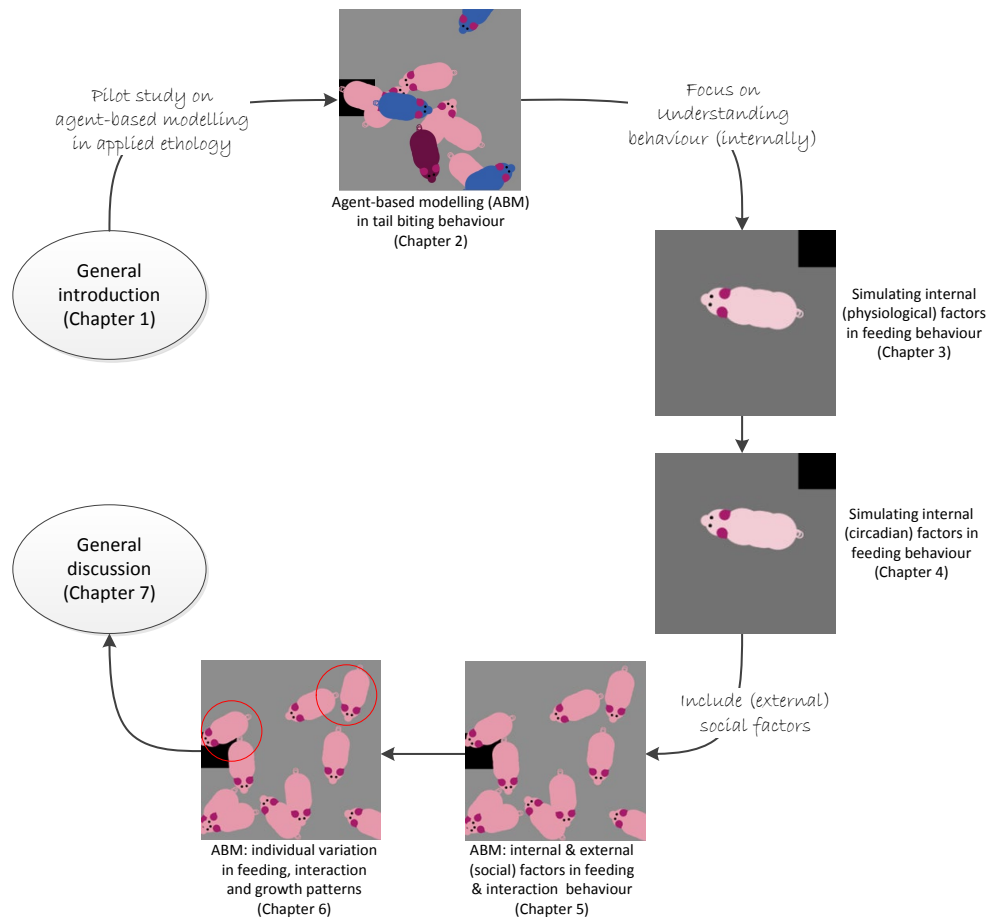 Pilot study on
agent-based modelling
in applied ethology
Agent-based modelling (ABM)
in tail biting behaviour
(Chapter 2)
Focus on
Understanding
behaviour (internally)
General
introduction
(Chapter 1)
Simulating internal
(physiological) factors
in feeding behaviour
(Chapter 3)
Simulating internal
(circadian) factors in
feeding behaviour
(Chapter 4)
Include (external)
social factors
ABM: internal & external
(social) factors in feeding
& interaction behaviour
(Chapter 5)
ABM: individual variation
in feeding, interaction
and growth patterns
(Chapter 6)
General
discussion
(Chapter 7)